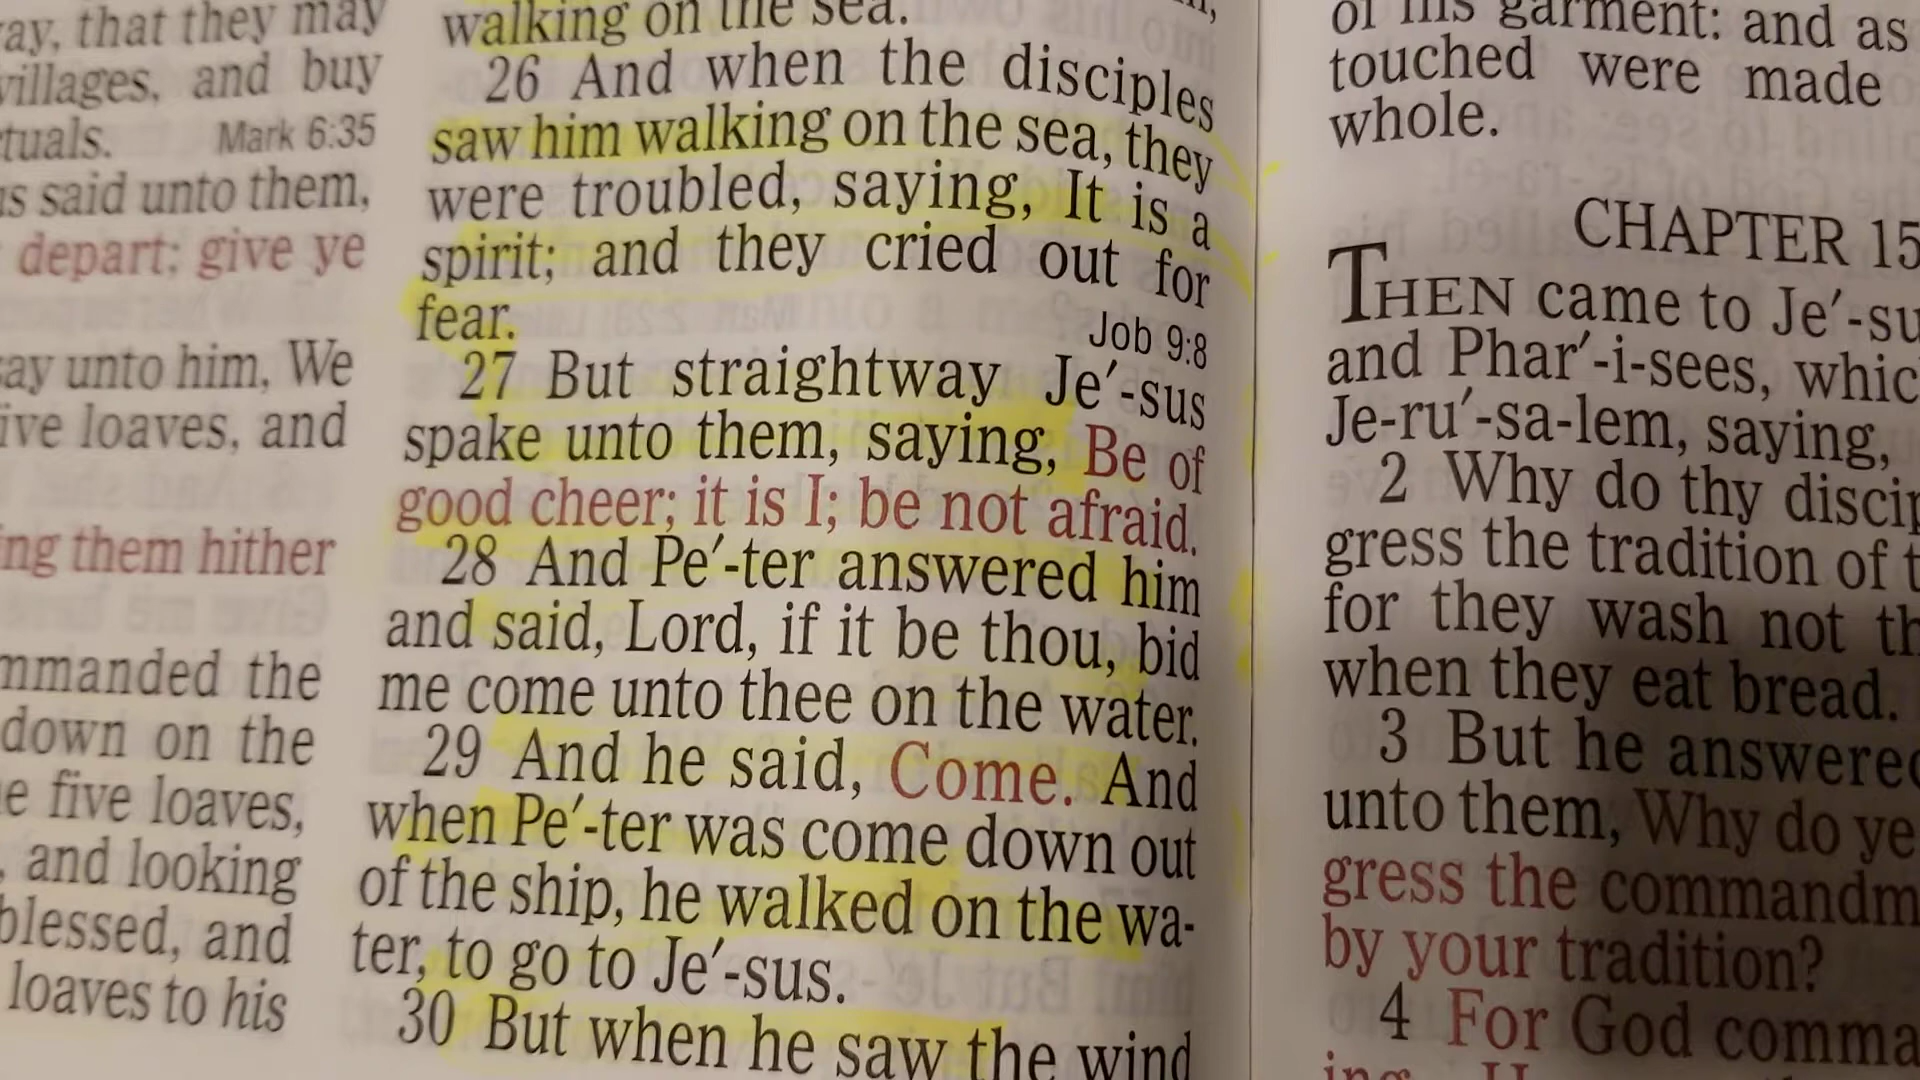 ay, that they may
villages, and buy
tuals. Mark 6:35
us said unto them,
depart; give ye
ay unto him, We
ive loaves, and
ing them hither
mmanded the
down on the
e five loaves,
, and looking
blessed, and
loaves to his
walking on the sea.
26 And when the disciples
saw him walking on the sea, they
were troubled, saying, It is a
spirit; and they cried out for
fear. Job 9:8
27 But straightway Je′-sus
spake unto them, saying, Be of
good cheer; it is I; be not afraid.
28 And Pe′-ter answered him
and said, Lord, if it be thou, bid
me come unto thee on the water.
29 And he said, Come. And
when Pe′-ter was come down out
of the ship, he walked on the wa-
ter, to go to Je′-sus.
30 But when he saw the wind
of his garment: and as
touched were made
whole.
CHAPTER 15
THEN came to Je′-su
and Phar′-i-sees, whic
Je-ru′-sa-lem, saying,
2 Why do thy discip
gress the tradition of t
for they wash not th
when they eat bread.
3 But he answered
unto them, Why do ye
gress the commandm
by your tradition?
4 For God comma